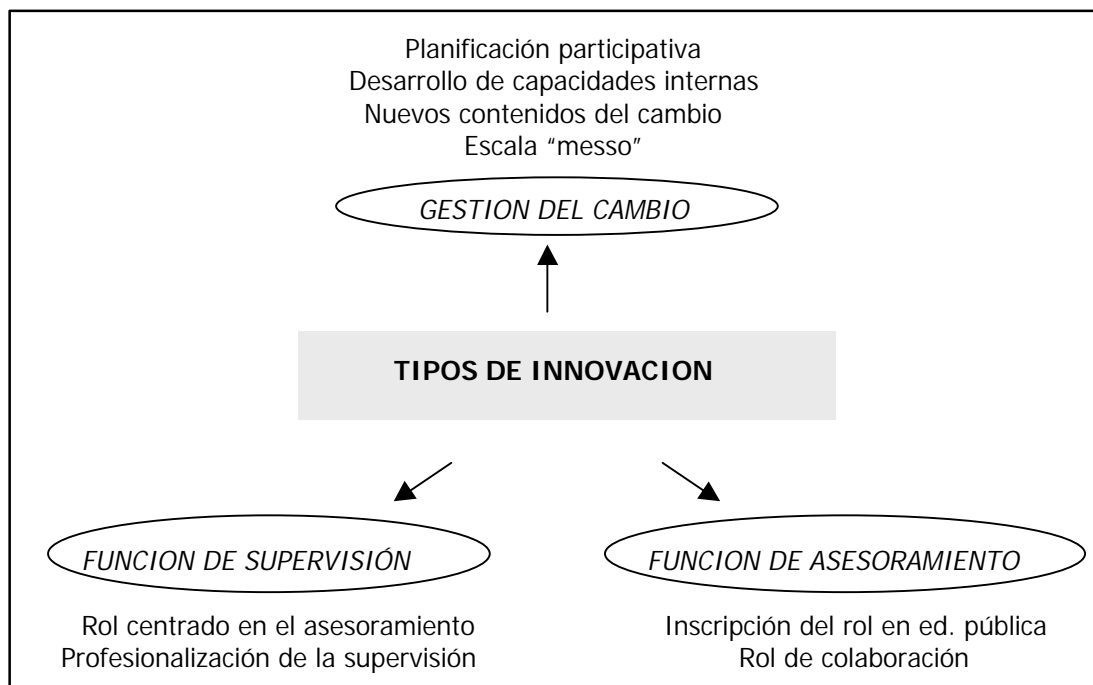 Planificación participativa
Desarrollo de capacidades internas
Nuevos contenidos del cambio
Escala “messo”
GESTION DEL CAMBIO
TIPOS DE INNOVACION
FUNCION DE SUPERVISIÓN
FUNCION DE ASESORAMIENTO
Rol centrado en el asesoramiento
Profesionalización de la supervisión
Inscripción del rol en ed. pública
Rol de colaboración